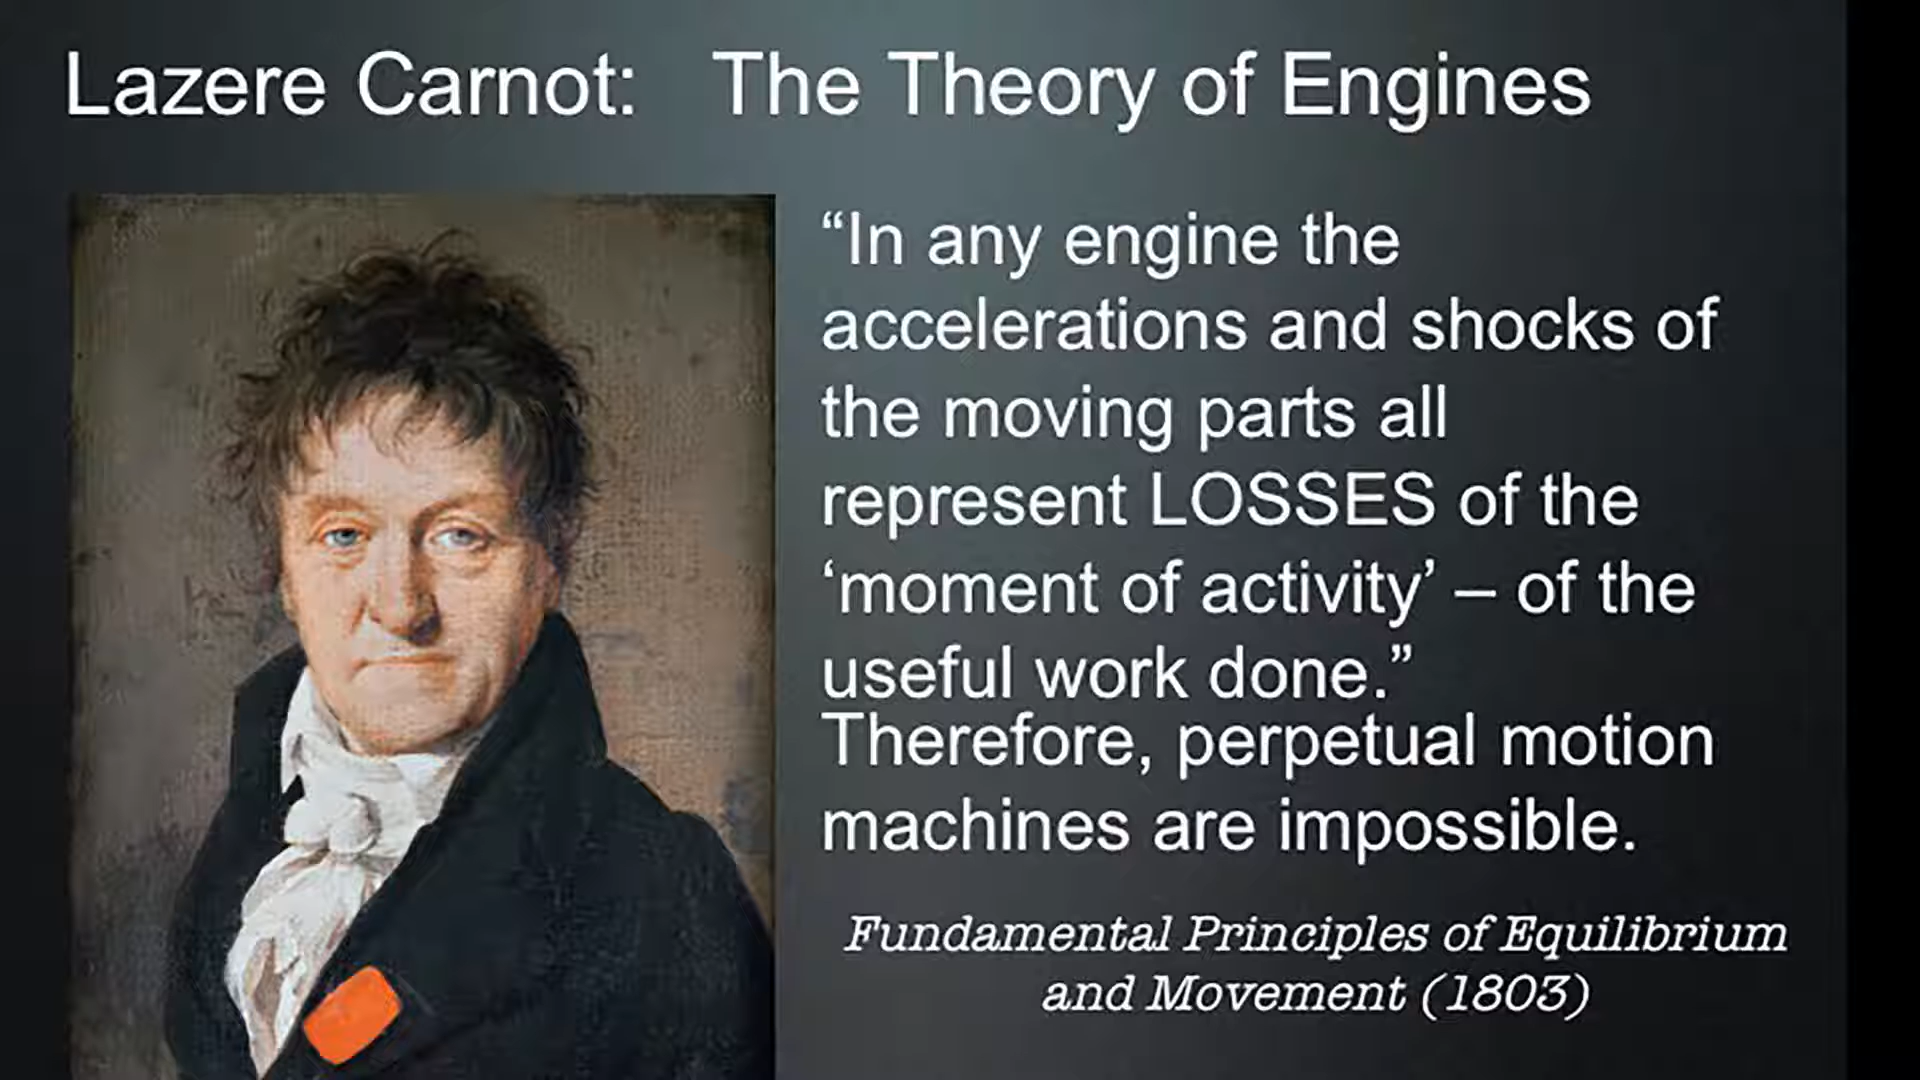 Lazere Carnot: The Theory of Engines
“In any engine the
accelerations and shocks of
the moving parts all
represent LOSSES of the
‘moment of activity’ – of the
useful work done.”
Therefore, perpetual motion
machines are impossible.
Fundamental Principles of Equilibrium
and Movement (1803)